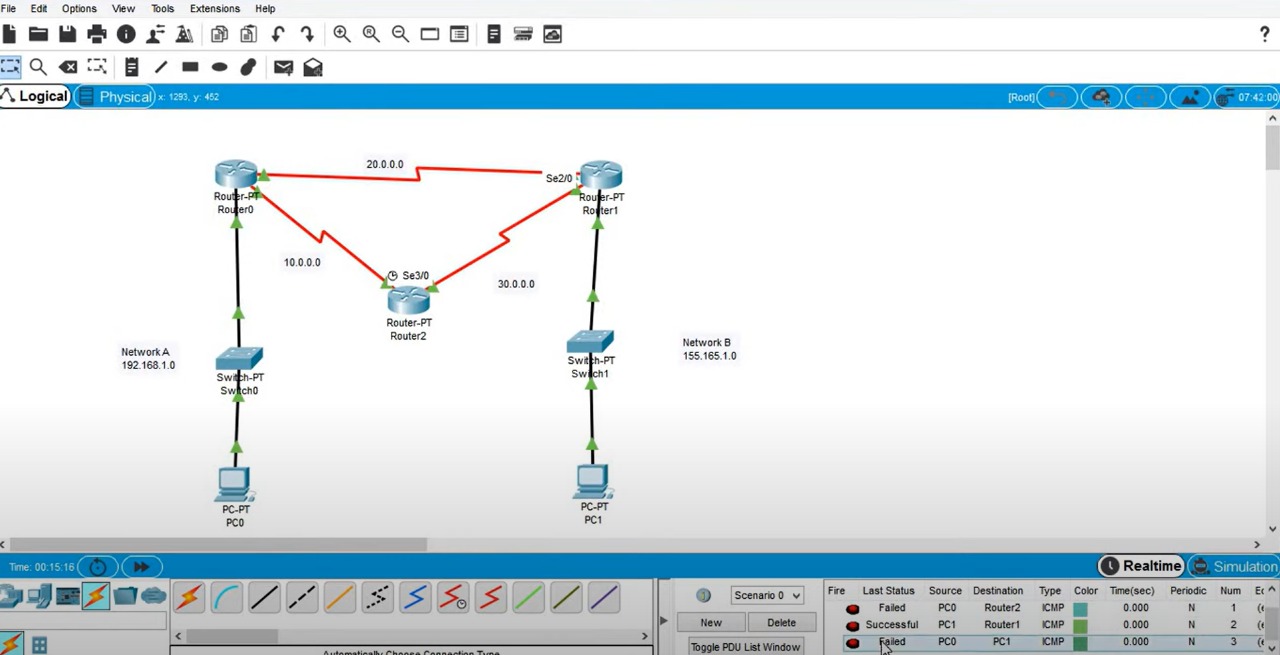 File Edit Options View Tools Extensions Help
?
Logical Physical x: 1293, y: 452 [Root] 07:42:00
20.0.0.0
Se2/0
Router-PT
Router0
Router-PT
Router1
10.0.0.0
Se3/0
30.0.0.0
Router-PT
Router2
Network A
192.168.1.0
Switch-PT
Switch0
Switch-PT
Switch1
Network B
155.165.1.0
PC-PT
PC0
PC-PT
PC1
Time: 00:15:16 Realtime Simulation
Scenario 0
New Delete
Toggle PDU List Window
Automatically Choose Connection Type
Fire Last Status Source Destination Type Color Time(sec) Periodic Num
Failed PC0 Router2 ICMP 0.000 N 1 (e
Successful PC1 Router1 ICMP 0.000 N 2 (e
Failed PC0 PC1 ICMP 0.000 N 3 (e